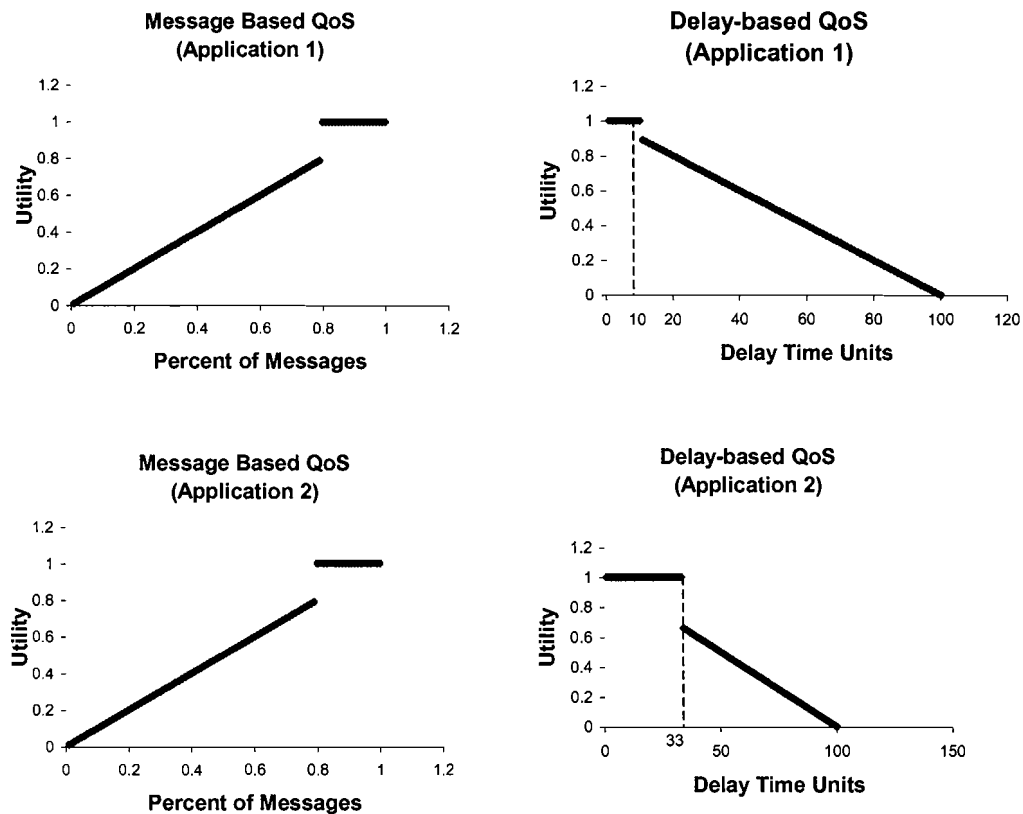 Message Based QoS
(Application 1)
1.2
1
0.8
0.6
0.4
0.2
0
Utility
0 0.2 0.4 0.6 0.8 1 1.2
Percent of Messages
Delay-based QoS
(Application 1)
1.2
1
0.8
0.6
0.4
0.2
0
Utility
0 10 20 40 60 80 100 120
Delay Time Units
Message Based QoS
(Application 2)
1.2
1
0.8
0.6
0.4
0.2
0
Utility
0 0.2 0.4 0.6 0.8 1 1.2
Percent of Messages
Delay-based QoS
(Application 2)
1.2
1
0.8
0.6
0.4
0.2
0
Utility
0 33 50 100 150
Delay Time Units